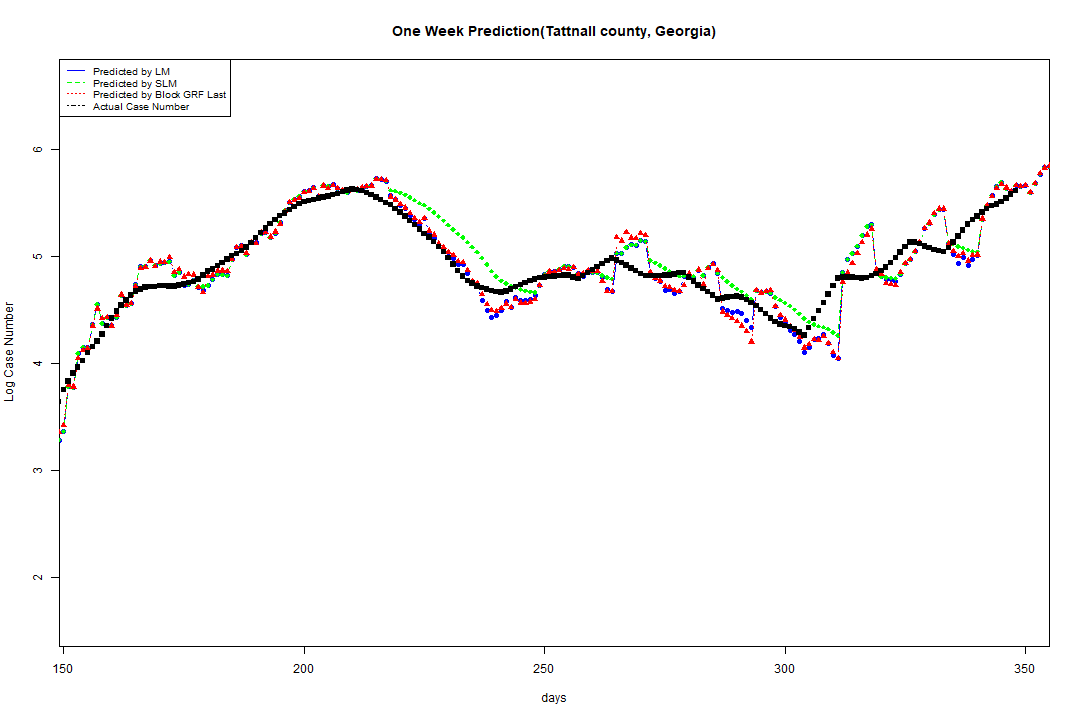 One Week Prediction(Tattnall county, Georgia)
Predicted by LM
Predicted by SLM
Predicted by Block GRF Last
Actual Case Number
6
5
4
3
2
Log Case Number
150
200
250
300
350
days